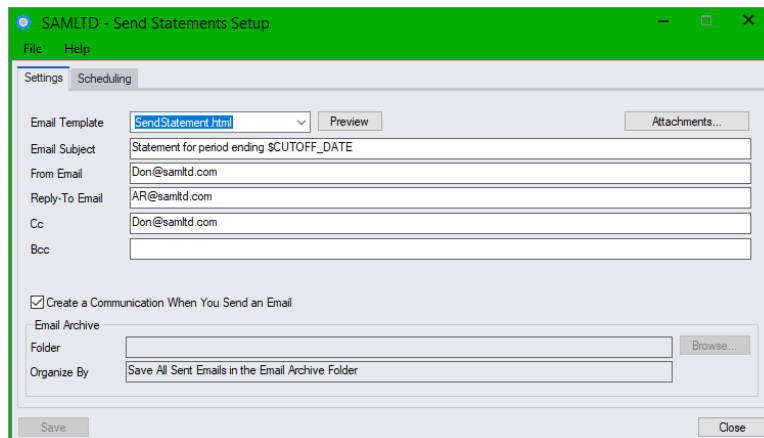 SAMLTD - Send Statements Setup
File Help
Settings Scheduling
Email Template SendStatement.html Preview Attachments...
Email Subject Statement for period ending $CUTOFF_DATE
From Email Don@samltd.com
Reply-To Email AR@samltd.com
Cc Don@samltd.com
Bcc
Create a Communication When You Send an Email
Email Archive
Folder Browse...
Organize By Save All Sent Emails in the Email Archive Folder
Save Close